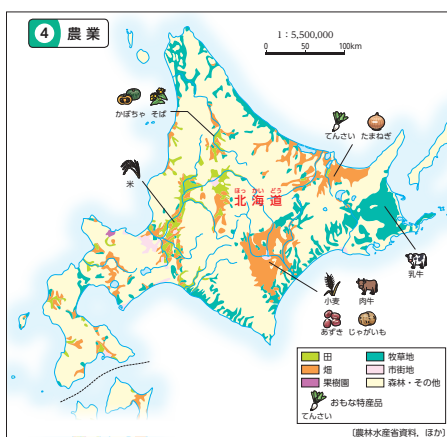 4 農業
1：5,500,000
0 50 100km
かぼちゃ そば
てんさい たまねぎ
米
ほっ かい どう
北海道
乳牛
小麦 肉牛
あずき じゃがいも
田 牧草地
畑 市街地
果樹園 森林・その他
おもな特産品
てんさい
〔農林水産省資料，ほか〕